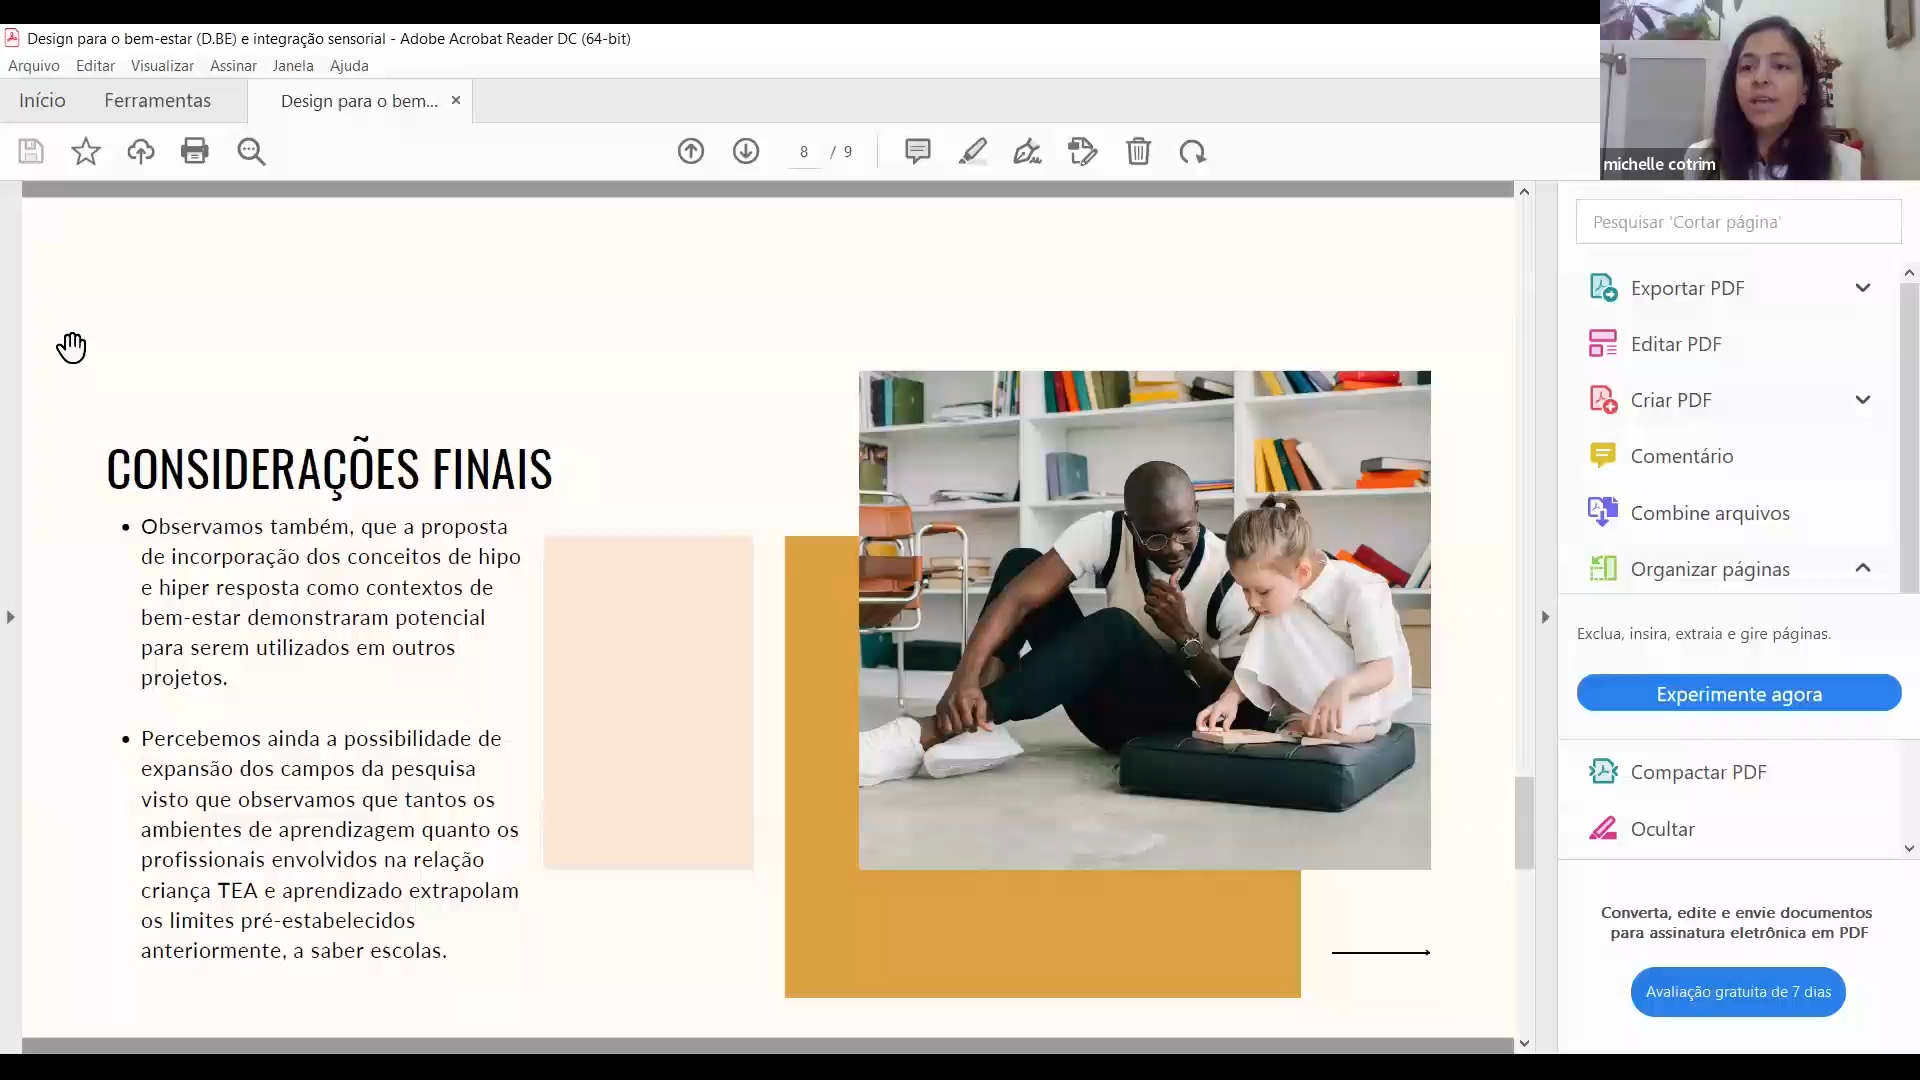 Design para o bem-estar (D.BE) e integração sensorial - Adobe Acrobat Reader DC (64-bit)
Arquivo Editar Visualizar Assinar Janela Ajuda
Início Ferramentas Design para o bem... ×
8 / 9
michelle cotrim
CONSIDERAÇÕES FINAIS
• Observamos também, que a proposta
de incorporação dos conceitos de hipo
e hiper resposta como contextos de
bem-estar demonstraram potencial
para serem utilizados em outros
projetos.
• Percebemos ainda a possibilidade de
expansão dos campos da pesquisa
visto que observamos que tantos os
ambientes de aprendizagem quanto os
profissionais envolvidos na relação
criança TEA e aprendizado extrapolam
os limites pré-estabelecidos
anteriormente, a saber escolas.
Pesquisar 'Cortar página'
Exportar PDF
Editar PDF
Criar PDF
Comentário
Combine arquivos
Organizar páginas
Exclua, insira, extraia e gire páginas.
Experimente agora
Compactar PDF
Ocultar
Converta, edite e envie documentos
para assinatura eletrônica em PDF
Avaliação gratuita de 7 dias